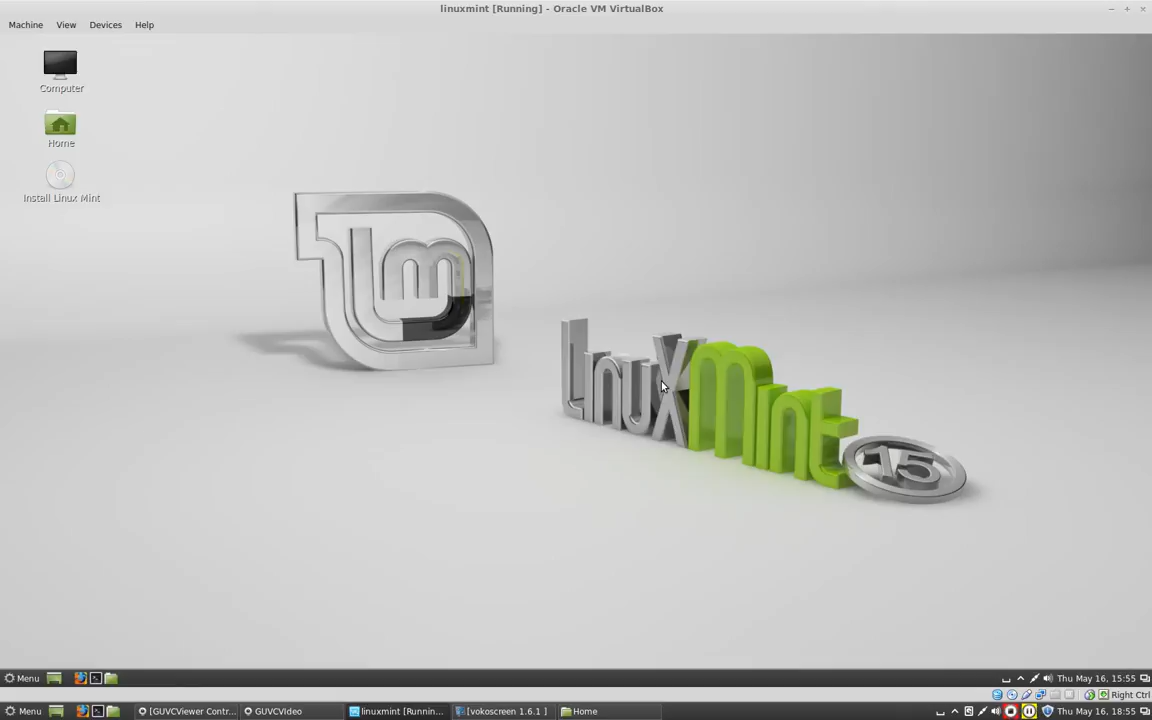 linuxmint [Running] - Oracle VM VirtualBox
Machine View Devices Help
Computer
Home
Install Linux Mint
lm
LinuxMint
15
Menu
Thu May 16, 15:55
Right Ctrl
Menu
[GUVCViewer Contr...
GUVCVIdeo
linuxmint [Runnin...
[vokoscreen 1.6.1 ]
Home
Thu May 16, 18:55